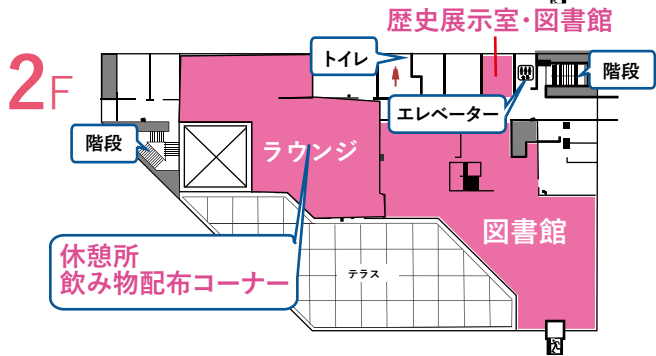 歴史展示室・図書館
2F
トイレ
階段
エレベーター
階段
ラウンジ
図書館
休憩所
飲み物配布コーナー
テラス